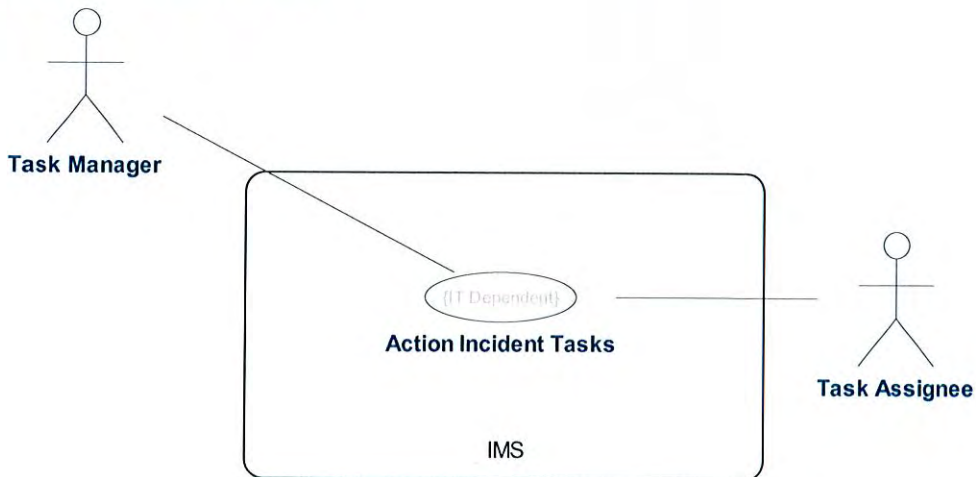 Task Manager
{IT Dependent}
Action Incident Tasks
Task Assignee
IMS